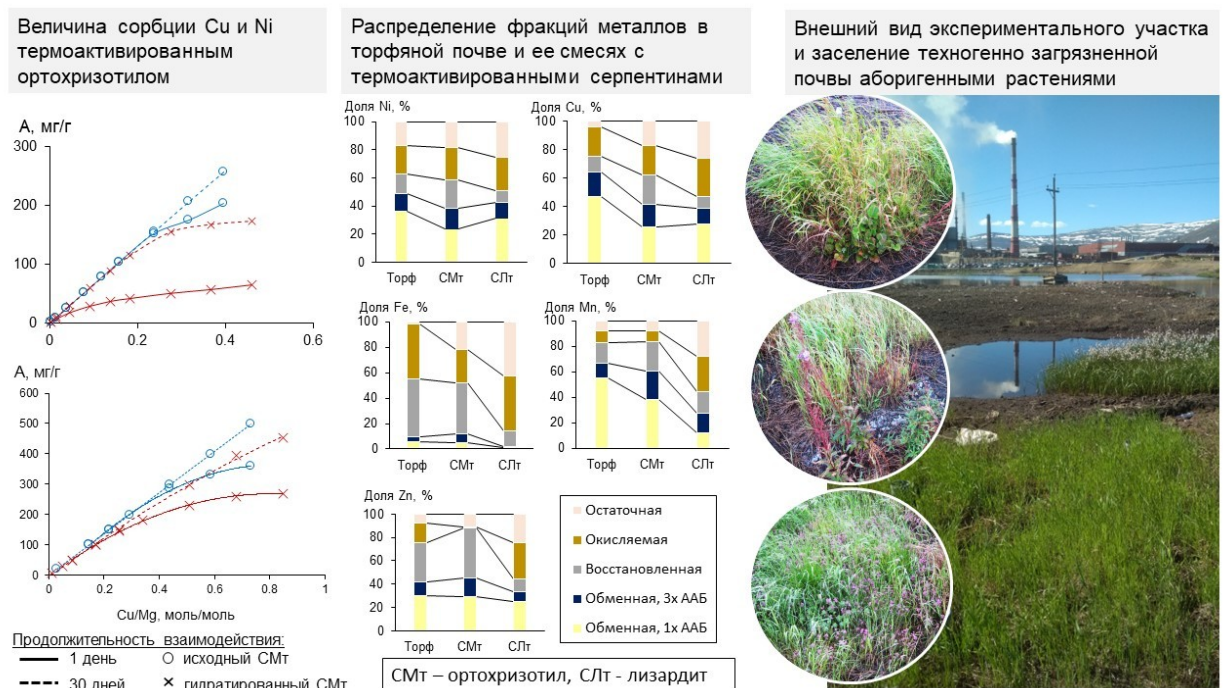 Величина сорбции Cu и Ni
термоактивированным
ортохризотилом
А, мг/г
300
200
100
0
0
0.2
0.4
0.6
А, мг/г
600
500
400
300
200
100
0
0
0.2
0.4
0.6
0.8
1
Cu/Mg, моль/моль
Продолжительность взаимодействия:
1 день
исходный СМт
30 дней
гидратированный СМт
Распределение фракций металлов в
торфяной почве и ее смесях с
термоактивированными серпентинами
Доля Ni, %
100
80
60
40
20
0
Торф СМт СЛт
Доля Cu, %
100
80
60
40
20
0
Торф СМт СЛт
Доля Fe, %
100
80
60
40
20
0
Торф СМт СЛт
Доля Mn, %
100
80
60
40
20
0
Торф СМт СЛт
Доля Zn, %
100
80
60
40
20
0
Торф СМт СЛт
Остаточная
Окисляемая
Восстановленная
Обменная, 3х ААБ
Обменная, 1х ААБ
СМт – ортохризотил, СЛт - лизардит
Внешний вид экспериментального участка
и заселение техногенно загрязненной
почвы аборигенными растениями